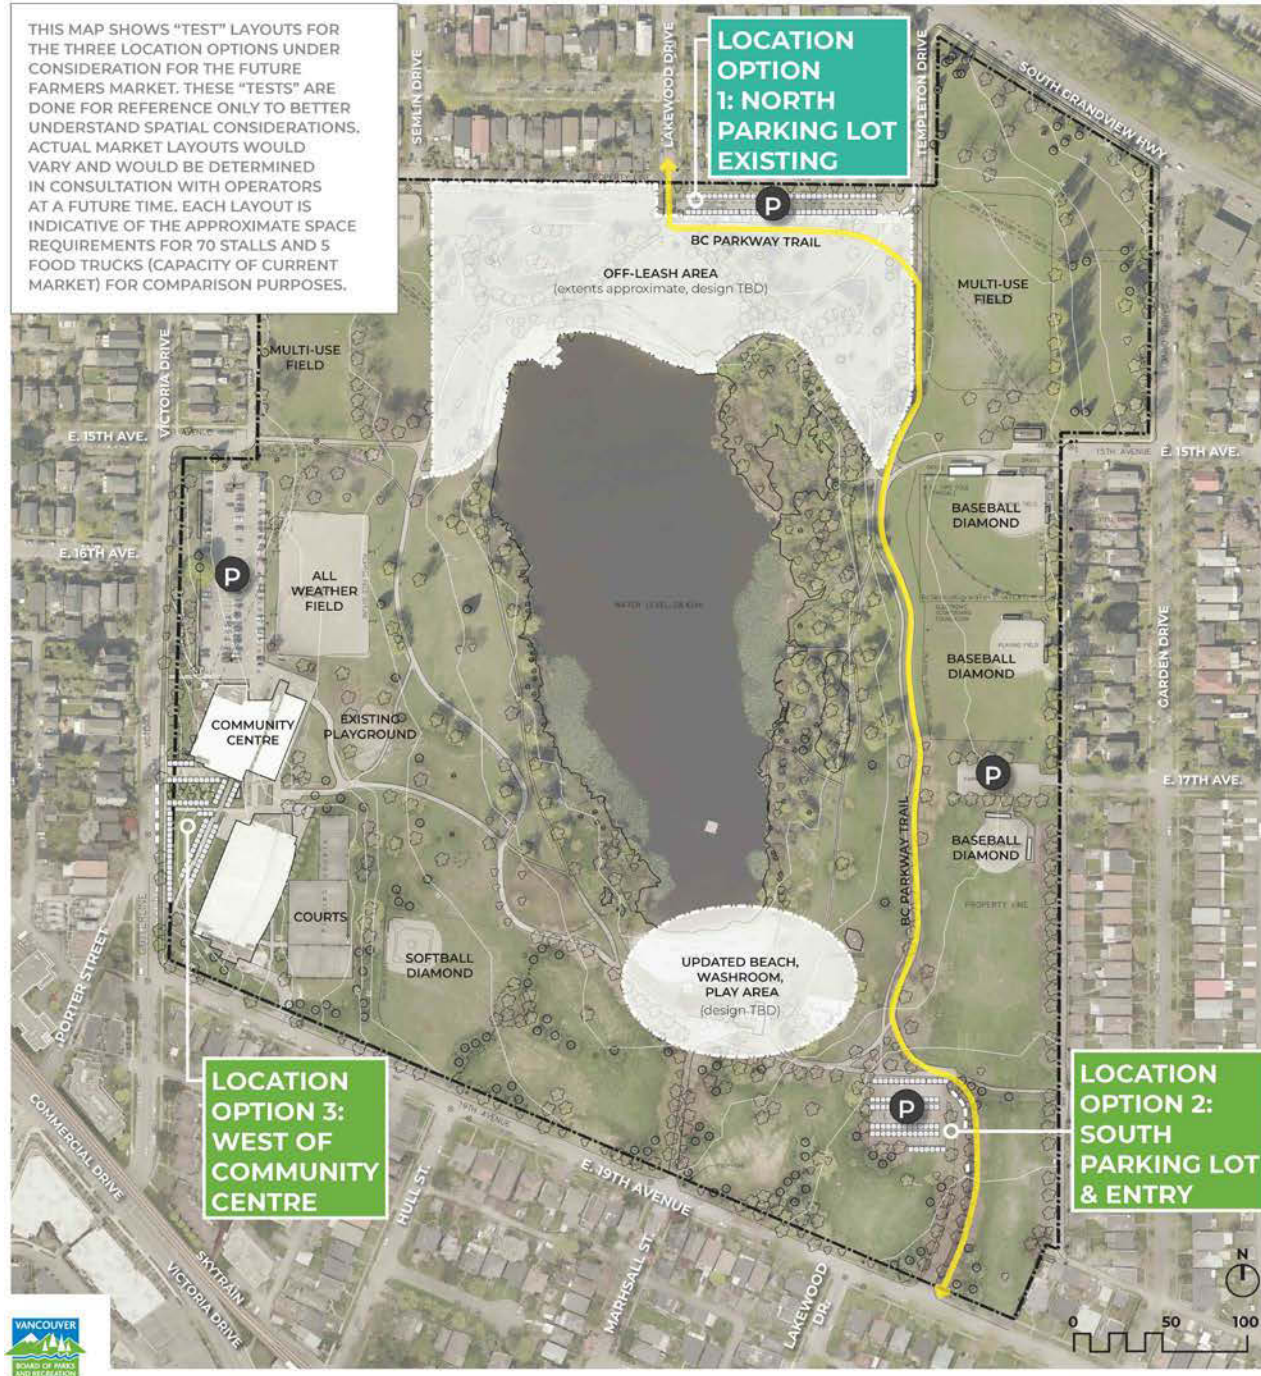 THIS MAP SHOWS “TEST” LAYOUTS FOR
THE THREE LOCATION OPTIONS UNDER
CONSIDERATION FOR THE FUTURE
FARMERS MARKET. THESE “TESTS” ARE
DONE FOR REFERENCE ONLY TO BETTER
UNDERSTAND SPATIAL CONSIDERATIONS.
ACTUAL MARKET LAYOUTS WOULD
VARY AND WOULD BE DETERMINED
IN CONSULTATION WITH OPERATORS
AT A FUTURE TIME. EACH LAYOUT IS
INDICATIVE OF THE APPROXIMATE SPACE
REQUIREMENTS FOR 70 STALLS AND 5
FOOD TRUCKS (CAPACITY OF CURRENT
MARKET) FOR COMPARISON PURPOSES.
SEMLIN DRIVE
LAKEWOOD DRIVE
LOCATION
OPTION
1: NORTH
PARKING LOT
EXISTING
TEMPLETON DRIVE
SOUTH GRANDVIEW HWY
P
BC PARKWAY TRAIL
OFF-LEASH AREA
(extents approximate, design TBD)
MULTI-USE
FIELD
VICTORIA DRIVE
MULTI-USE
FIELD
E. 15TH AVE.
15TH AVENUE
E. 15TH AVE.
BASEBALL
DIAMOND
E. 16TH AVE.
P
ALL
WEATHER
FIELD
BASEBALL
DIAMOND
PLAYING FIELD
GARDEN DRIVE
COMMUNITY
CENTRE
EXISTING
PLAYGROUND
P
E. 17TH AVE.
BASEBALL
DIAMOND
BC PARKWAY TRAIL
PROPERTY LINE
COURTS
SOFTBALL
DIAMOND
UPDATED BEACH,
WASHROOM,
PLAY AREA
(design TBD)
PORTER STREET
LOCATION
OPTION 3:
WEST OF
COMMUNITY
CENTRE
P
LOCATION
OPTION 2:
SOUTH
PARKING LOT
& ENTRY
COMMERCIAL DRIVE
19TH AVENUE
E. 19TH AVENUE
HULL ST.
SKYTRAIN
VICTORIA DRIVE
MARHSALL ST.
LAKEWOOD
DR.
N
0 50 100
VANCOUVER
BOARD OF PARKS
AND RECREATION